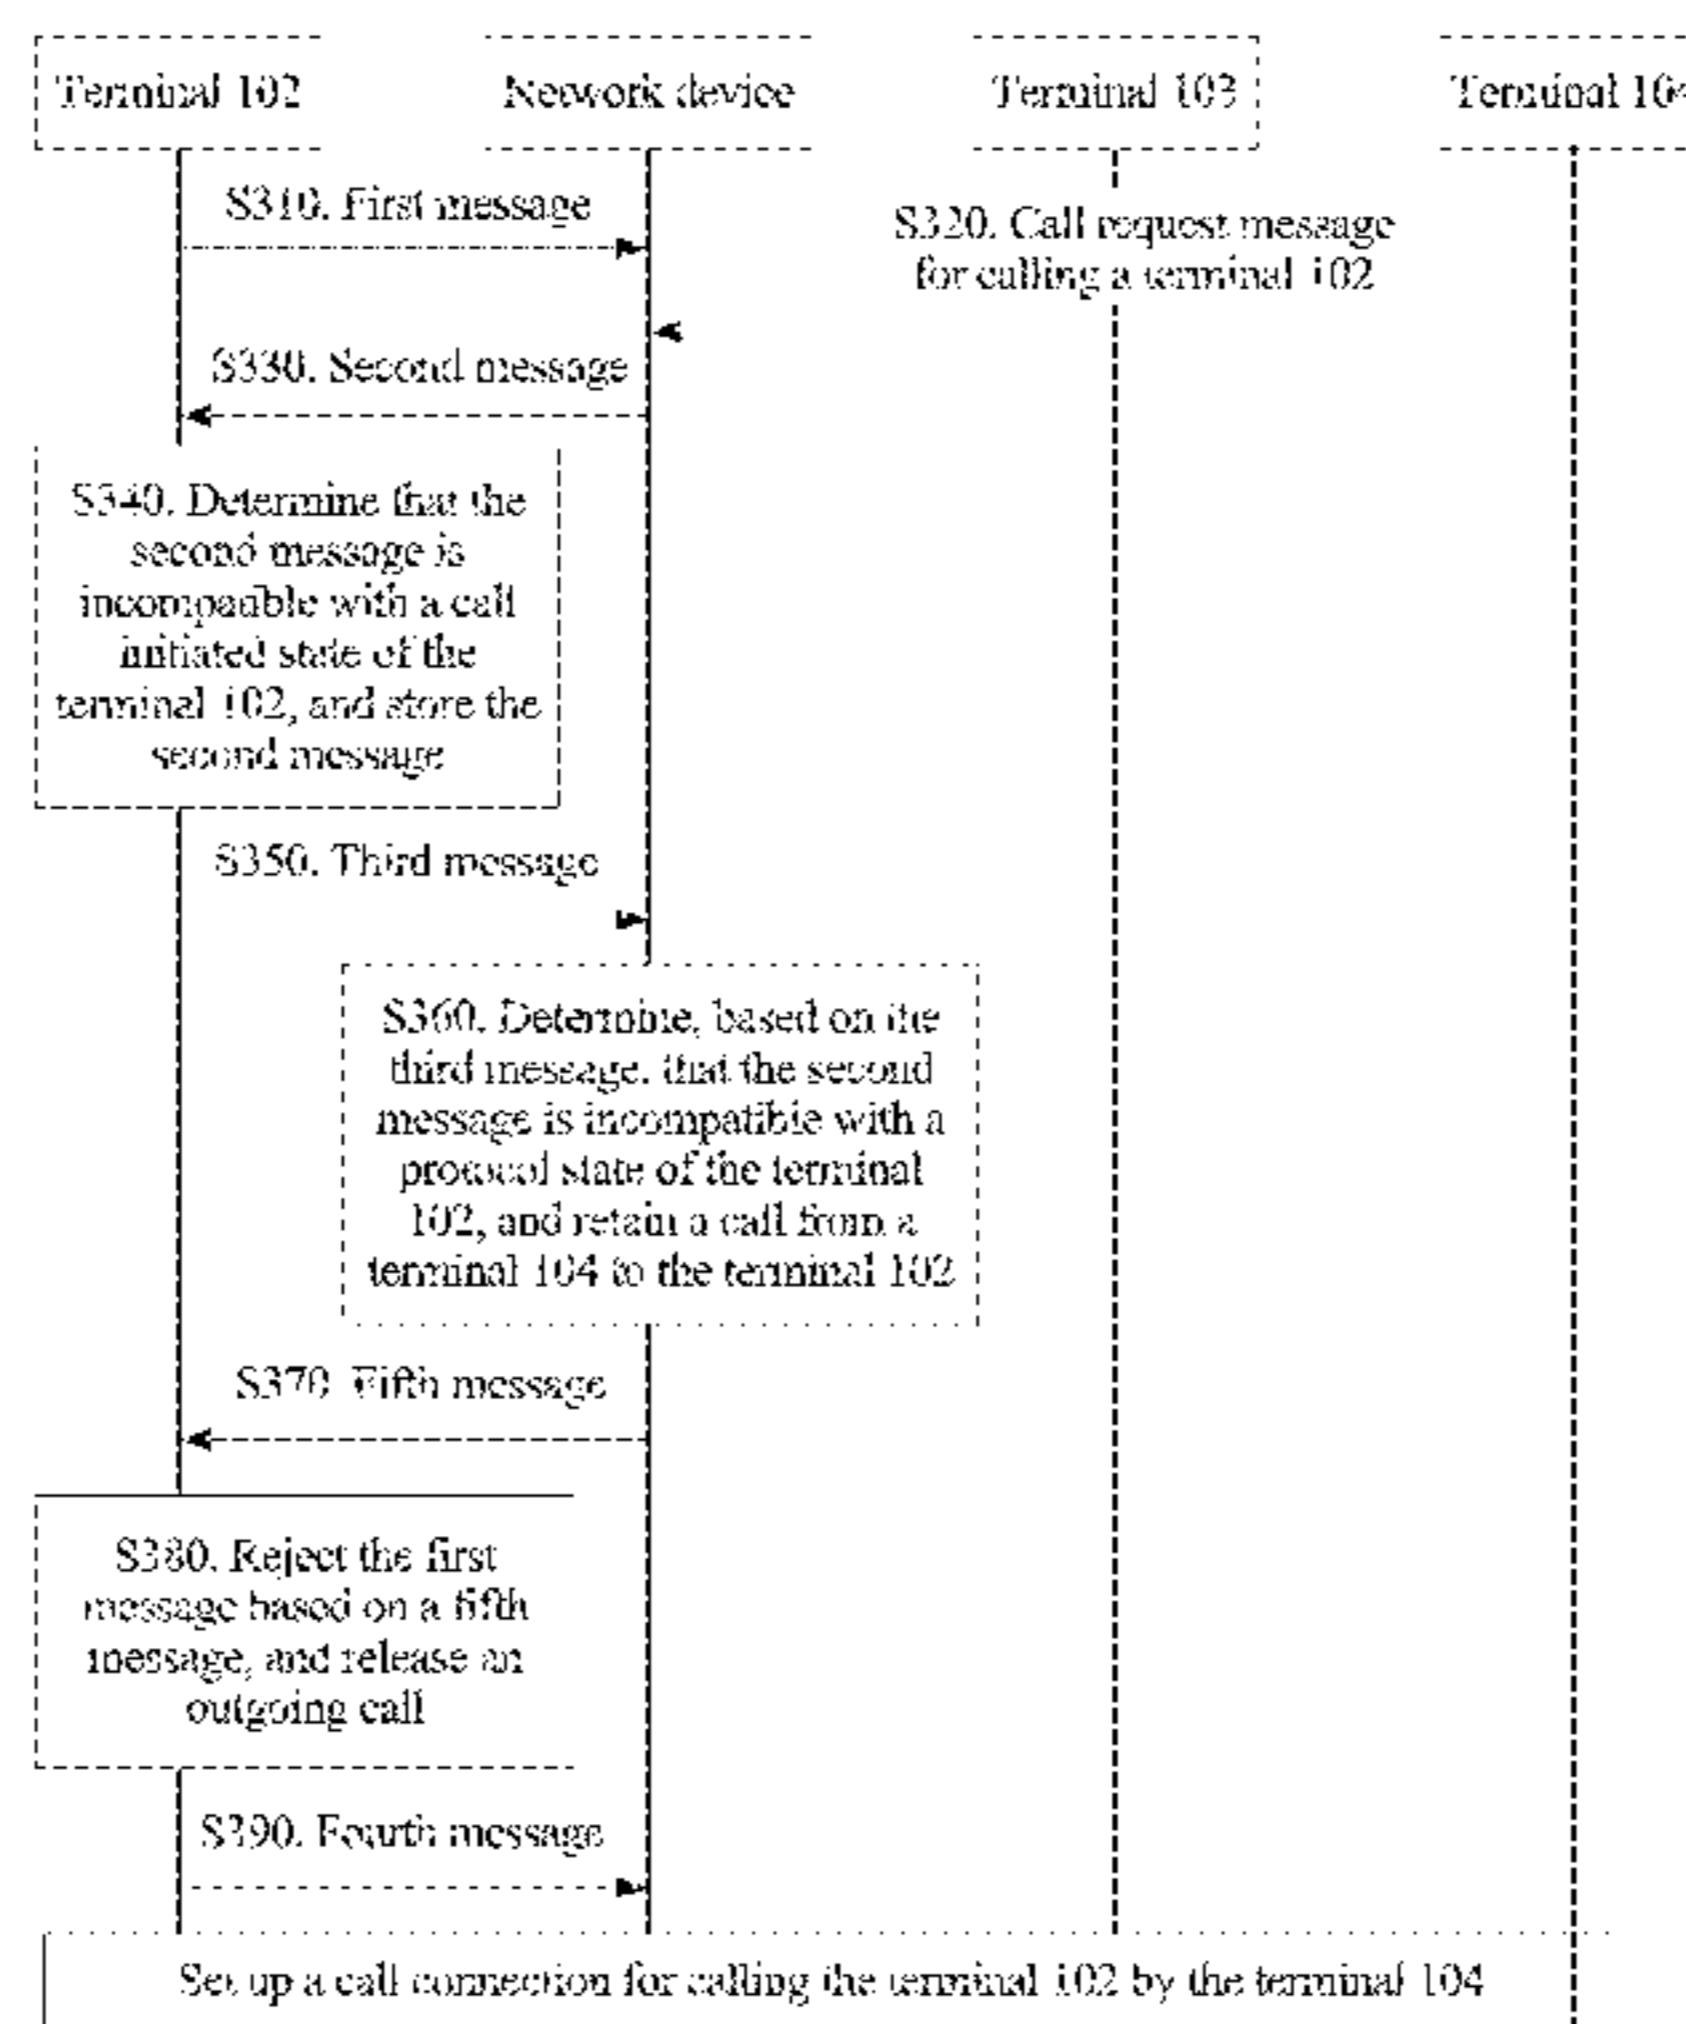 Terminal 102
Network device
Terminal 103
Terminal 104
S310. First message
S320. Call request message
for calling a terminal 102
S330. Second message
S340. Determine that the
second message is
incompatible with a call
initiated state of the
terminal 102, and store the
second message
S350. Third message
S360. Determine, based on the
third message, that the second
message is incompatible with a
protocol state of the terminal
102, and retain a call from a
terminal 104 to the terminal 102
S370. Fifth message
S380. Reject the first
message based on a fifth
message, and release an
outgoing call
S390. Fourth message
Set up a call connection for calling the terminal 102 by the terminal 104